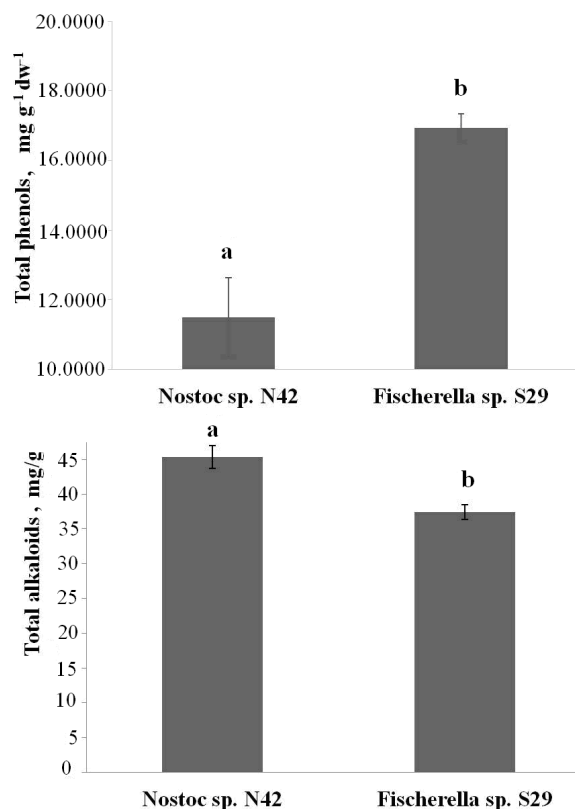 20.0000
18.0000
16.0000
14.0000
12.0000
10.0000
Total phenols, mg g⁻¹ dw⁻¹
a
b
Nostoc sp. N42 Fischerella sp. S29
45
40
35
30
25
20
15
10
5
0
Total alkaloids, mg/g
a
b
Nostoc sp. N42 Fischerella sp. S29